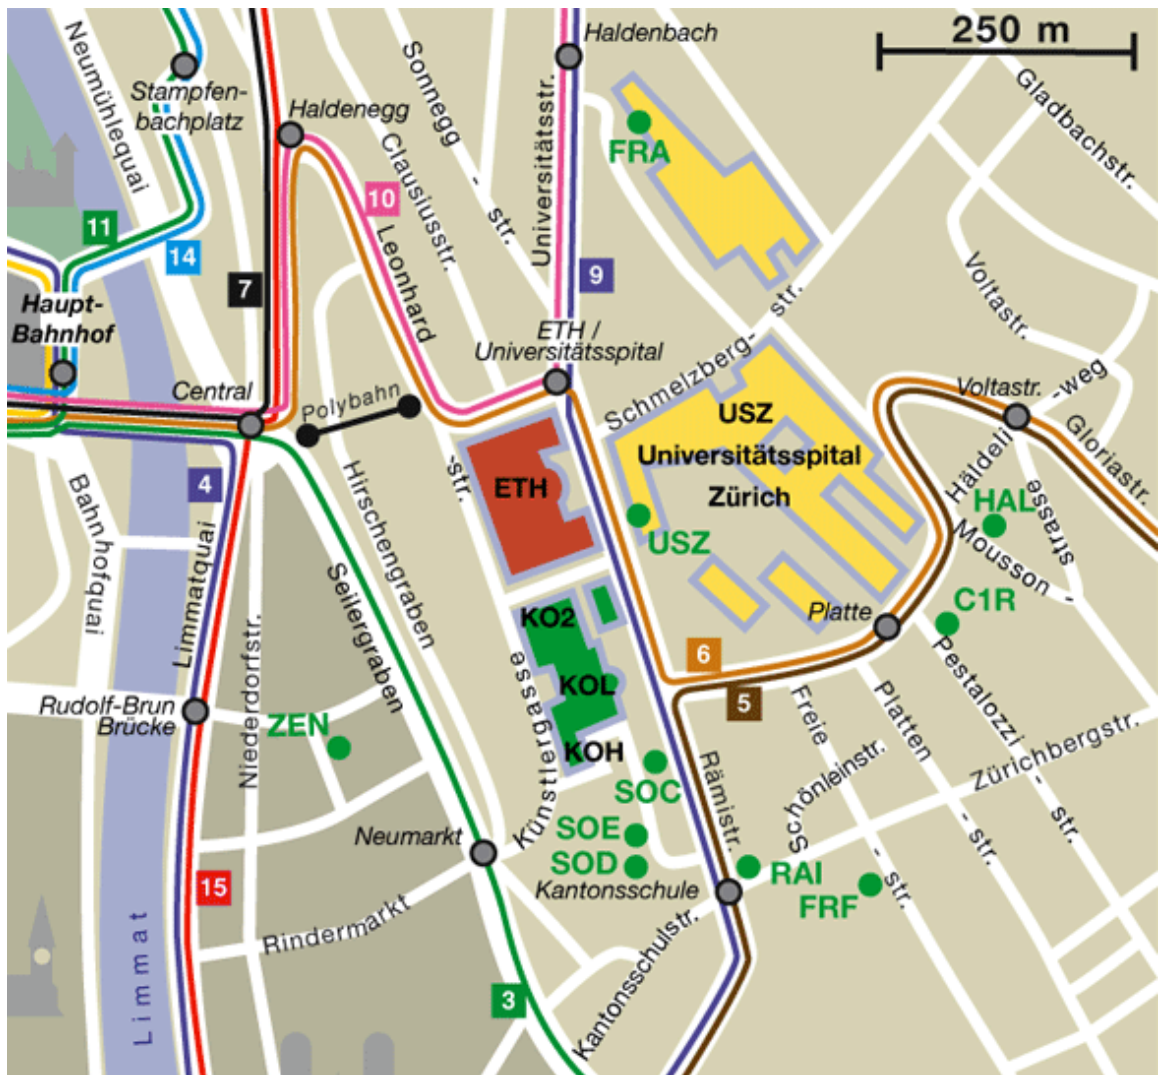 250 m
Haldenbach
Stampfen-
bachplatz
Haldenegg
Neumühlequai
Sonnegg
- str.
Clausiusstr.
Universitätsstr.
FRA
Gladbachstr.
10
11
14
Leonhard
-str.
7
9
Voltastr.
Haupt-
Bahnhof
ETH /
Universitätsspital
Schmelzberg-
str.
Central
Polybahn
Voltastr.
Häldeli
-weg
Gloriastr.
USZ
Universitätsspital
Zürich
ETH
4
Bahnhofquai
Hirschengraben
HAL
USZ
Mousson -
strasse
Limmatquai
Seilergraben
Niederdorfstr.
KO2
KOL
KOH
Platte
C1R
6
5
Rudolf-Brun
Brücke
ZEN
Künstlergasse
Freie
- str.
Platten
- str.
Pestalozzi
- str.
Zürichbergstr.
Schönleinstr.
Rämistr.
SOC
SOE
SOD
Neumarkt
Kantonsschule
RAI
FRF
15
Rindermarkt
Limmat
Kantonsschulstr.
3